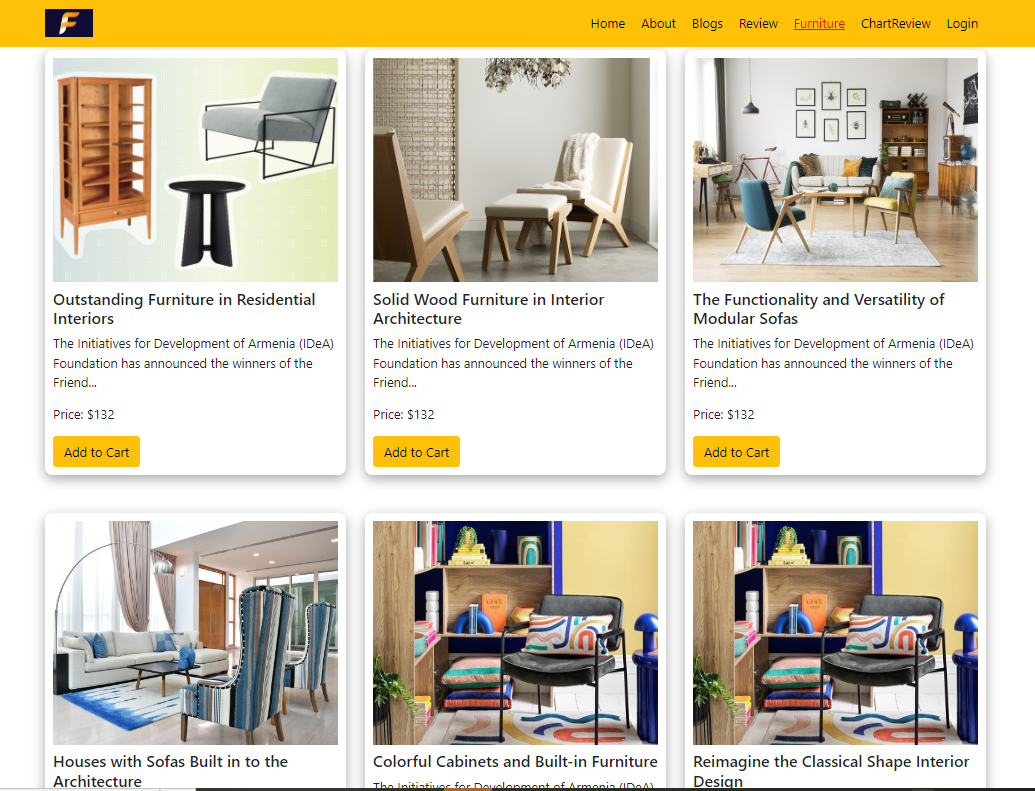 F
Home About Blogs Review Furniture ChartReview Login
Outstanding Furniture in Residential
Interiors
The Initiatives for Development of Armenia (IDeA)
Foundation has announced the winners of the
Friend...
Price: $132
Add to Cart
Solid Wood Furniture in Interior
Architecture
The Initiatives for Development of Armenia (IDeA)
Foundation has announced the winners of the
Friend...
Price: $132
Add to Cart
The Functionality and Versatility of
Modular Sofas
The Initiatives for Development of Armenia (IDeA)
Foundation has announced the winners of the
Friend...
Price: $132
Add to Cart
Houses with Sofas Built in to the
Architecture
Colorful Cabinets and Built-in Furniture
The Initiatives for Development of Armenia (IDeA)
Reimagine the Classical Shape Interior
Design